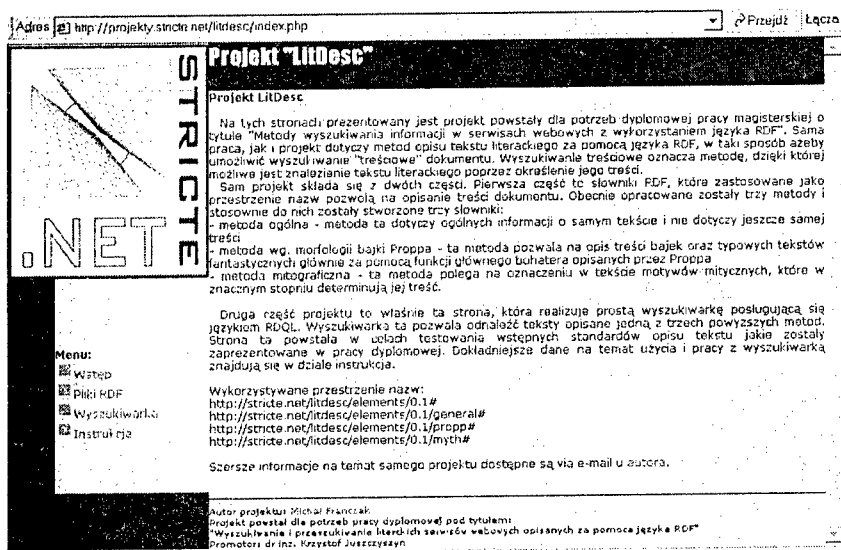 Adres http://projekty.stricte.net/litdesc/index.php Przejdź Łącza
Projekt "LitDesc"
STRICTE
.NET
Projekt LitDesc
Na tych stronach prezentowany jest projekt powstały dla potrzeb dyplomowej pracy magisterskiej o
tytule "Metody wyszukiwania informacji w serwisach webowych z wykorzystaniem języka RDF". Sama
praca, jak i projekt dotyczy metod opisu tekstu literackiego za pomocą języka RDF, w taki sposób ażeby
umożliwić wyszukiwanie "treściowe" dokumentu. Wyszukiwanie treściowe oznacza metodę, dzięki której
możliwe jest znalezienie tekstu literackiego poprzez określenie jego treści.
Sam projekt składa się z dwóch części. Pierwsza część to słowniki RDF, które zastosowane jako
przestrzenie nazw pozwolą na opisanie treści dokumentu. Obecnie opracowane zostały trzy metody i
stosownie do nich zostały stworzone trzy słowniki:
- metoda ogólna - metoda ta dotyczy ogólnych informacji o samym tekście i nie dotyczy jeszcze samej
treści
- metoda wg. morfologii bajki Proppa - ta metoda pozwala na opis treści bajek oraz typowych tekstów
fantastycznych głównie za pomocą funkcji głównego bohatera opisanych przez Proppa
- metoda mitograficzna - ta metoda polega na oznaczeniu w tekście motywów mitycznych, które w
znacznym stopniu determinują jej treść.
Druga część projektu to właśnie ta strona, która realizuje prostą wyszukiwarkę posługującą się
językiem RDQL. Wyszukiwarka ta pozwala odnaleźć teksty opisane jedną z trzech powyższych metod.
Strona ta powstała w celach testowania wstępnych standardów opisu tekstu jakie zostały
zaprezentowane w pracy dyplomowej. Dokładniejsze dane na temat użycia i pracy z wyszukiwarką
znajdują się w dziale instrukcja.
Menu:
Wstęp
Pliki RDF
Wyszukiwarka
Instrukcja
Wykorzystywane przestrzenie nazw:
http://stricte.net/litdesc/elements/0.1#
http://stricte.net/litdesc/elements/0.1/general#
http://stricte.net/litdesc/elements/0.1/propp#
http://stricte.net/litdesc/elements/0.1/myth#
Szersze informacje na temat samego projektu dostępne są via e-mail u autora.
Autor projektu: Michał Franczak
Projekt powstał dla potrzeb pracy dyplomowej pod tytułem:
"Wyszukiwanie i przeszukiwanie literckich serwisów webowych opisanych za pomoca języka RDF"
Promotor: dr inż. Krzysztof Juszczyszyn